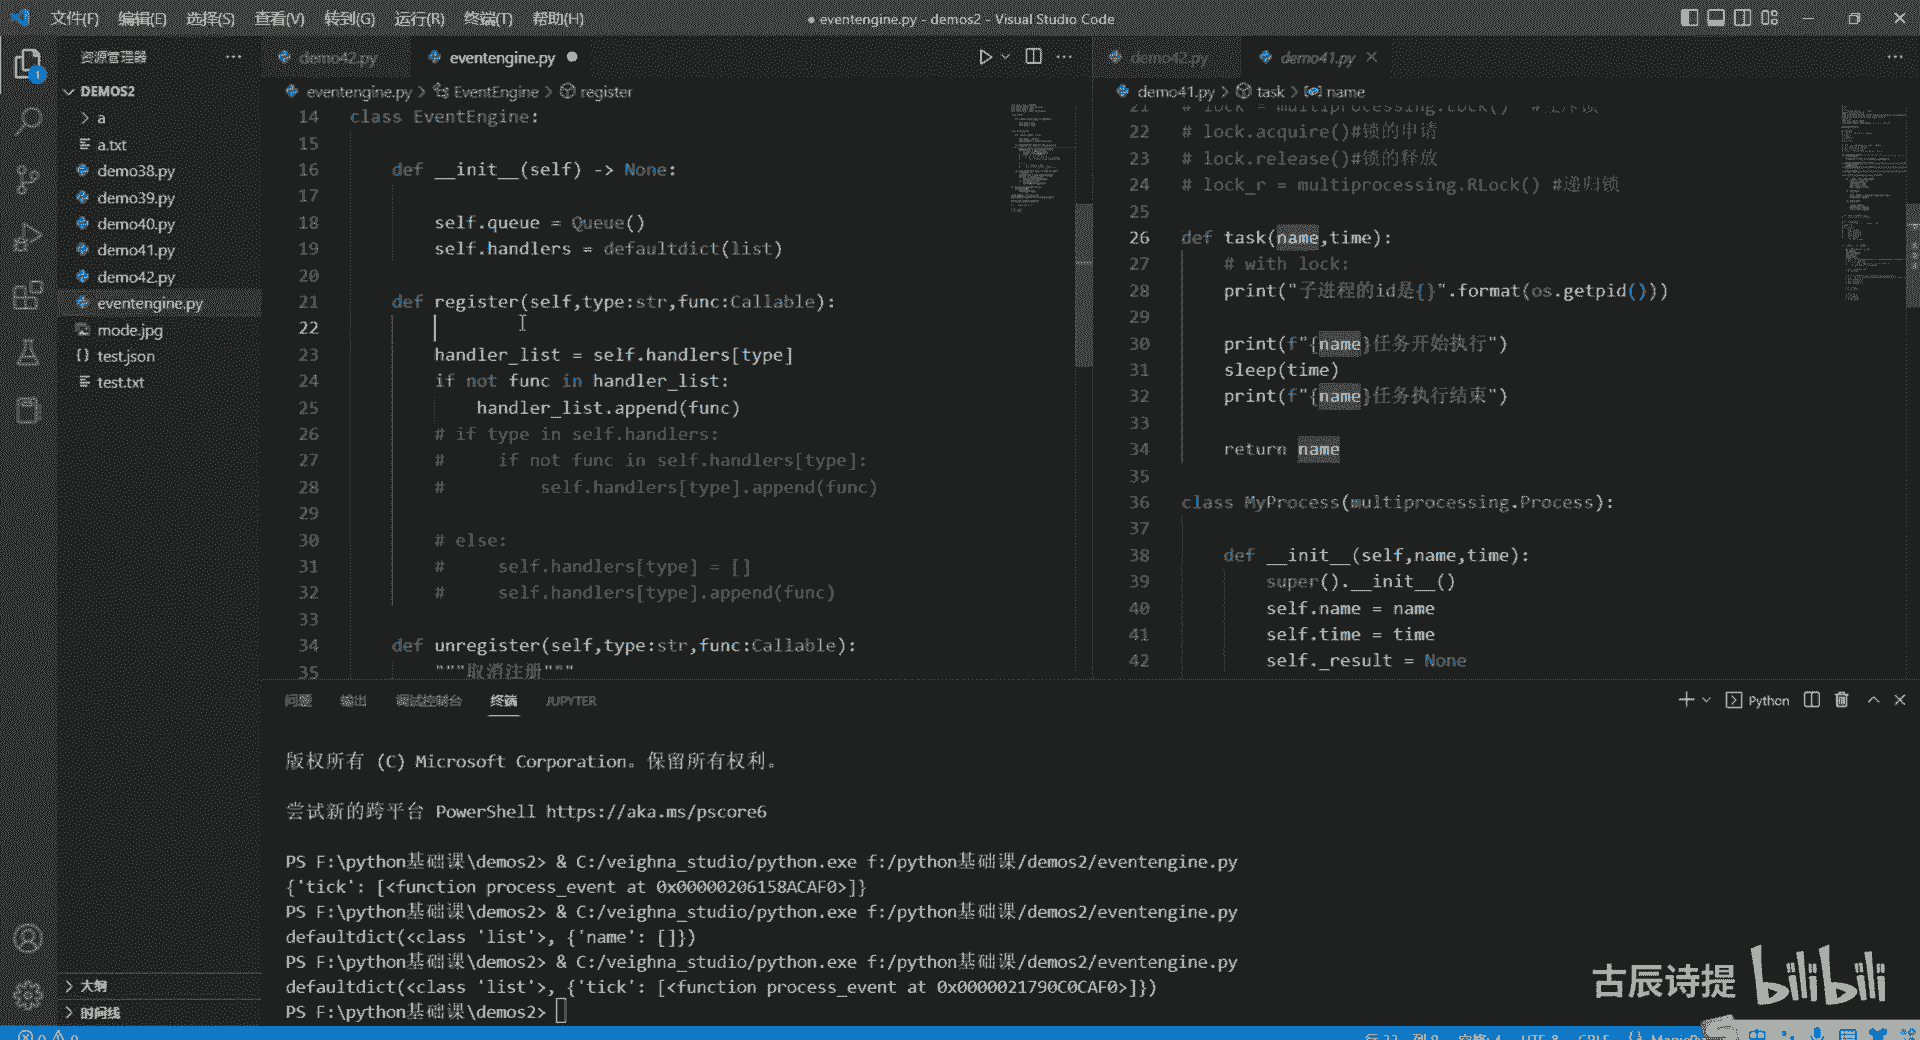 文件(F) 编辑(E) 选择(S) 查看(V) 转到(G) 运行(R) 终端(T) 帮助(H)
● eventengine.py - demos2 - Visual Studio Code
资源管理器
demo42.py
eventengine.py
demo42.py
demo41.py
DEMOS2
a
a.txt
demo38.py
demo39.py
demo40.py
demo41.py
demo42.py
eventengine.py
mode.jpg
test.json
test.txt
大纲
时间线
eventengine.py > EventEngine > register
14 class EventEngine:
15
16 def __init__(self) -> None:
17
18 self.queue = Queue()
19 self.handlers = defaultdict(list)
20
21 def register(self,type:str,func:Callable):
22
23 handler_list = self.handlers[type]
24 if not func in handler_list:
25 handler_list.append(func)
26 # if type in self.handlers:
27 # if not func in self.handlers[type]:
28 # self.handlers[type].append(func)
29
30 # else:
31 # self.handlers[type] = []
32 # self.handlers[type].append(func)
33
34 def unregister(self,type:str,func:Callable):
35 """取消注册"""
demo41.py > task > name
21 # lock = multiprocessing.Lock()
22 # lock.acquire()#锁的申请
23 # lock.release()#锁的释放
24 # lock_r = multiprocessing.RLock() #递归锁
25
26 def task(name,time):
27 # with lock:
28 print("子进程的id是{}".format(os.getpid()))
29
30 print(f"{name}任务开始执行")
31 sleep(time)
32 print(f"{name}任务执行结束")
33
34 return name
35
36 class MyProcess(multiprocessing.Process):
37
38 def __init__(self,name,time):
39 super().__init__()
40 self.name = name
41 self.time = time
42 self._result = None
问题 输出 调试控制台 终端 JUPYTER
Python
版权所有 (C) Microsoft Corporation。保留所有权利。
尝试新的跨平台 PowerShell https://aka.ms/pscore6
PS F:\python基础课\demos2> & C:/veighna_studio/python.exe f:/python基础课/demos2/eventengine.py
{'tick': [<function process_event at 0x00000206158ACAF0>]}
PS F:\python基础课\demos2> & C:/veighna_studio/python.exe f:/python基础课/demos2/eventengine.py
defaultdict(<class 'list'>, {'name': []})
PS F:\python基础课\demos2> & C:/veighna_studio/python.exe f:/python基础课/demos2/eventengine.py
defaultdict(<class 'list'>, {'tick': [<function process_event at 0x0000021790C0CAF0>]})
PS F:\python基础课\demos2>
古辰诗提 bilibili